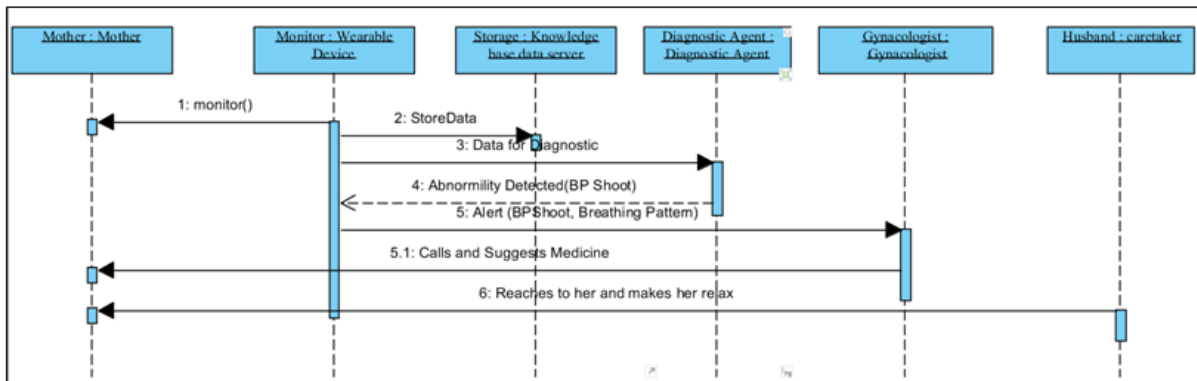 Mother : Mother
Monitor : Wearable
Device
Storage : Knowledge
base data server
Diagnostic Agent :
Diagnostic Agent
Gynacologist :
Gynacologist
Husband : caretaker
1: monitor()
2: StoreData
3: Data for Diagnostic
4: Abnormility Detected(BP Shoot)
5: Alert (BPShoot, Breathing Pattern)
5.1: Calls and Suggests Medicine
6: Reaches to her and makes her relax